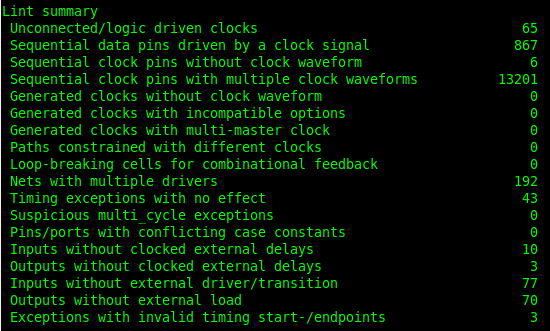 Lint summary
Unconnected/logic driven clocks 65
Sequential data pins driven by a clock signal 867
Sequential clock pins without clock waveform 6
Sequential clock pins with multiple clock waveforms 13201
Generated clocks without clock waveform 0
Generated clocks with incompatible options 0
Generated clocks with multi-master clock 0
Paths constrained with different clocks 0
Loop-breaking cells for combinational feedback 0
Nets with multiple drivers 192
Timing exceptions with no effect 43
Suspicious multi_cycle exceptions 0
Pins/ports with conflicting case constants 0
Inputs without clocked external delays 10
Outputs without clocked external delays 3
Inputs without external driver/transition 77
Outputs without external load 70
Exceptions with invalid timing start-/endpoints 3